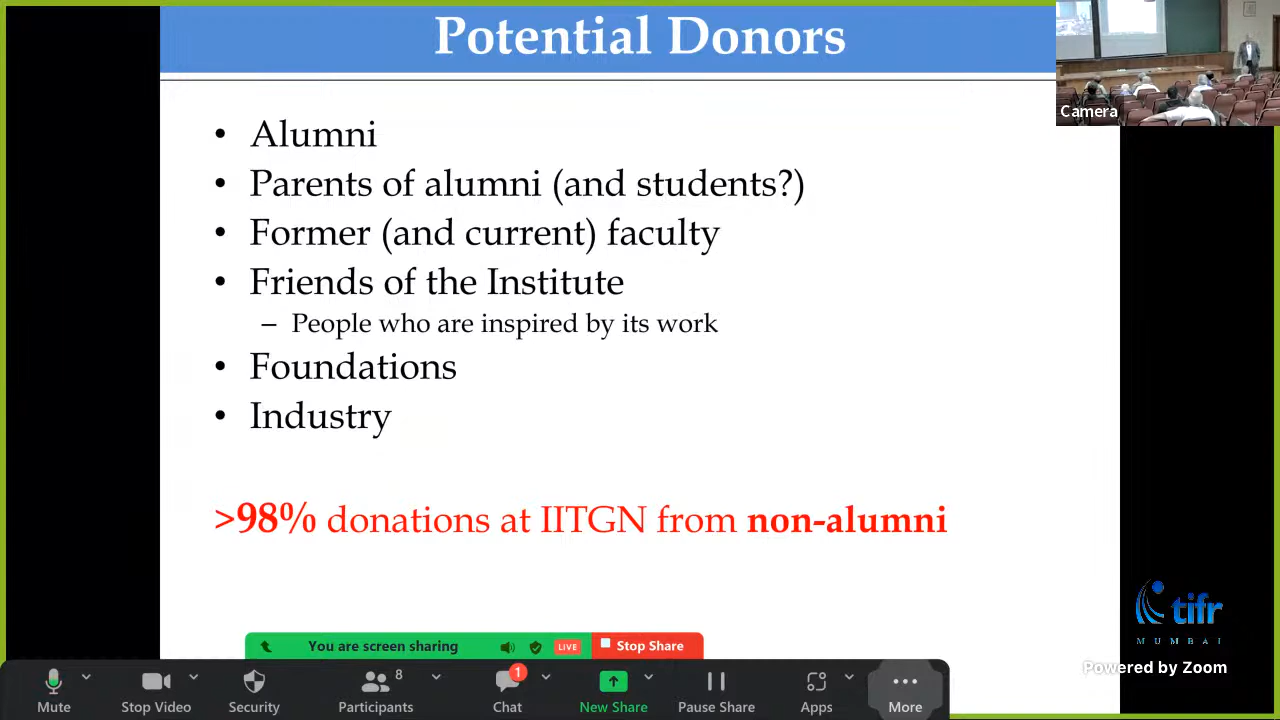 Potential Donors
Camera
• Alumni
• Parents of alumni (and students?)
• Former (and current) faculty
• Friends of the Institute
– People who are inspired by its work
• Foundations
• Industry
>98% donations at IITGN from non-alumni
tifr
MUMBAI
Powered by Zoom
You are screen sharing
LIVE
Stop Share
8
1
Mute
Stop Video
Security
Participants
Chat
New Share
Pause Share
Apps
More